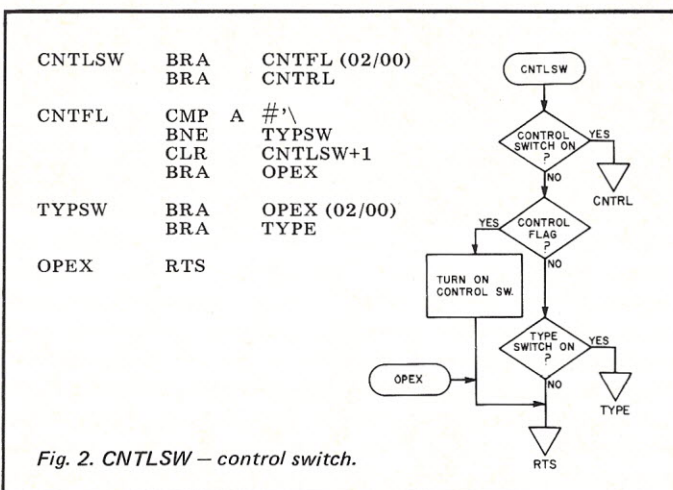 CNTLSW BRA CNTFL (02/00)
BRA CNTRL
CNTFL CMP A #'\
BNE TYPSW
CLR CNTLSW+1
BRA OPEX
TYPSW BRA OPEX (02/00)
BRA TYPE
OPEX RTS
CNTLSW
CONTROL
SWITCH ON
?
YES
NO
CNTRL
CONTROL
FLAG
?
YES
NO
TURN ON
CONTROL SW.
TYPE
SWITCH ON
?
YES
NO
TYPE
OPEX
RTS
Fig. 2. CNTLSW — control switch.